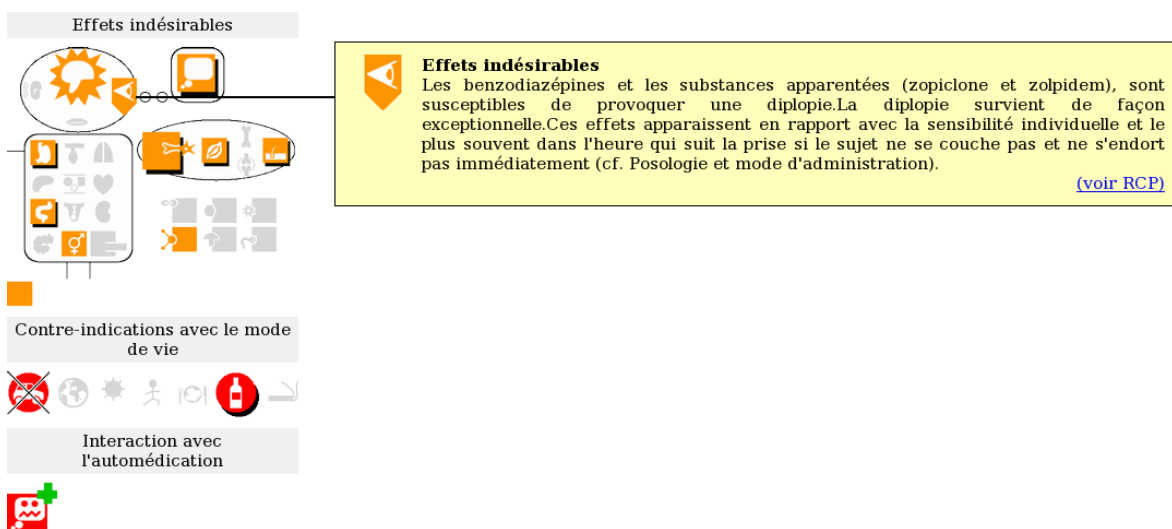 Effets indésirables
Effets indésirables
Les benzodiazépines et les substances apparentées (zopiclone et zolpidem), sont
susceptibles de provoquer une diplopie.La diplopie survient de façon
exceptionnelle.Ces effets apparaissent en rapport avec la sensibilité individuelle et le
plus souvent dans l'heure qui suit la prise si le sujet ne se couche pas et ne s'endort
pas immédiatement (cf. Posologie et mode d'administration).
(voir RCP)
Contre-indications avec le mode
de vie
Interaction avec
l'automédication